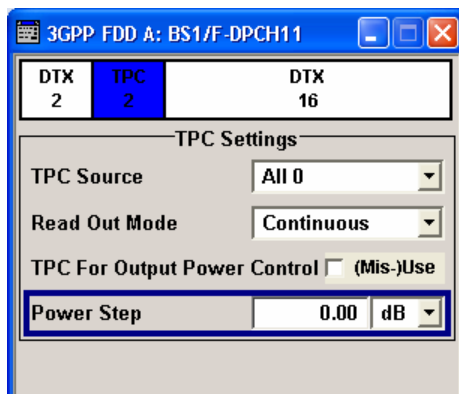 3GPP FDD A: BS1/F-DPCH11
DTX TPC DTX
2 2 16
TPC Settings
TPC Source All 0
Read Out Mode Continuous
TPC For Output Power Control (Mis-)Use
Power Step 0.00 dB